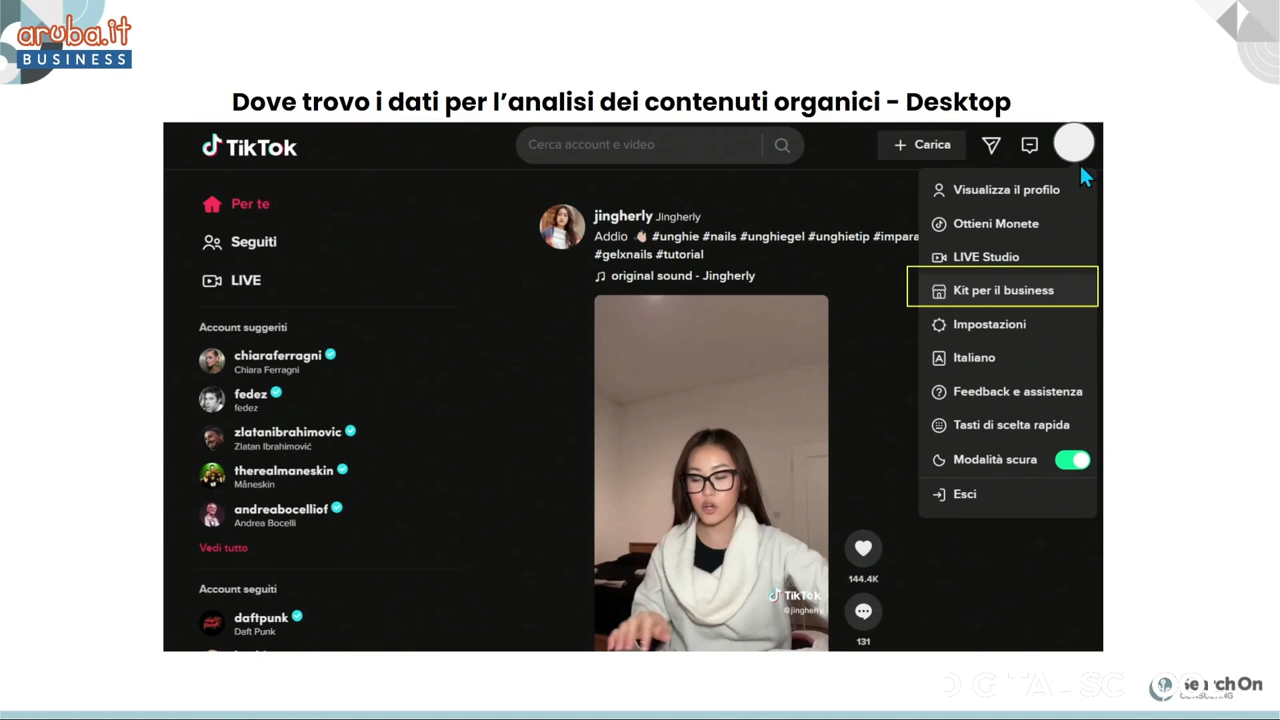 aruba.it
BUSINESS
Dove trovo i dati per l'analisi dei contenuti organici - Desktop
TikTok
Cerca account e video
Carica
Per te
Seguiti
LIVE
Account suggeriti
chiaraferragni
Chiara Ferragni
fedez
fedez
zlatanibrahimovic
Zlatan Ibrahimović
therealmaneskin
Måneskin
andreabocelliof
Andrea Bocelli
Vedi tutto
Account seguiti
daftpunk
Daft Punk
jingherly Jingherly
Addio #unghie #nails #unghiegel #unghietip #impara
#gelxnails #tutorial
original sound - Jingherly
TikTok
@jingherly
144.4K
131
Visualizza il profilo
Ottieni Monete
LIVE Studio
Kit per il business
Impostazioni
Italiano
Feedback e assistenza
Tasti di scelta rapida
Modalità scura
Esci